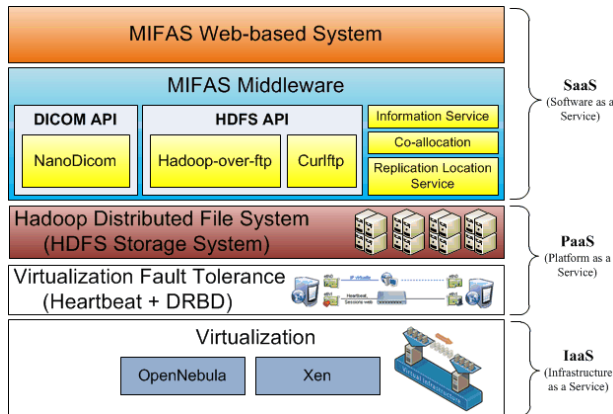 MIFAS Web-based System
MIFAS Middleware
DICOM API
NanoDicom
HDFS API
Hadoop-over-ftp
Curlftp
Information Service
Co-allocation
Replication Location
Service
SaaS
(Software as a
Service)
Hadoop Distributed File System
(HDFS Storage System)
Virtualization Fault Tolerance
(Heartbeat + DRBD)
PaaS
(Platform as a
Service)
Virtualization
OpenNebula
Xen
IaaS
(Infrastructure
as a Service)